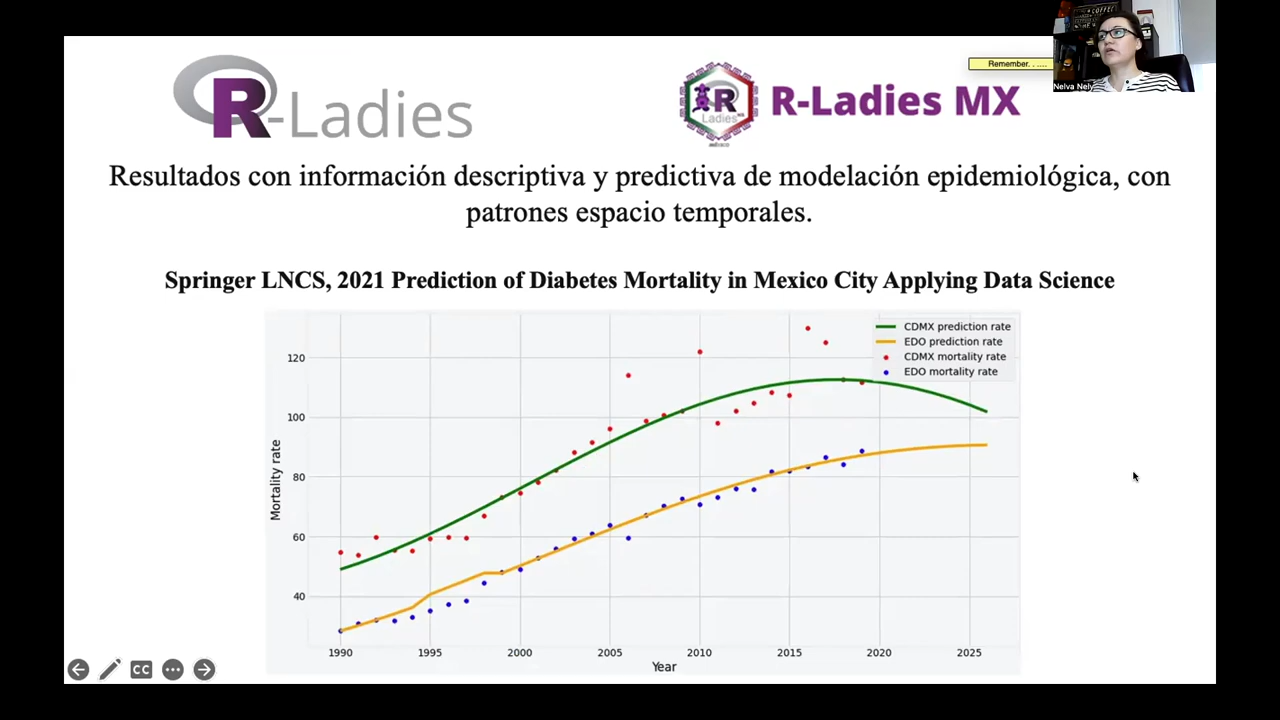 COFFEE
Remember. . ....
Nelva Nely
R-Ladies
R
Ladies
R-Ladies MX
Resultados con información descriptiva y predictiva de modelación epidemiológica, con
patrones espacio temporales.
Springer LNCS, 2021 Prediction of Diabetes Mortality in Mexico City Applying Data Science
CDMX prediction rate
EDO prediction rate
CDMX mortality rate
EDO mortality rate
Mortality rate
120
100
80
60
40
1990 1995 2000 2005 2010 2015 2020 2025
Year
CC